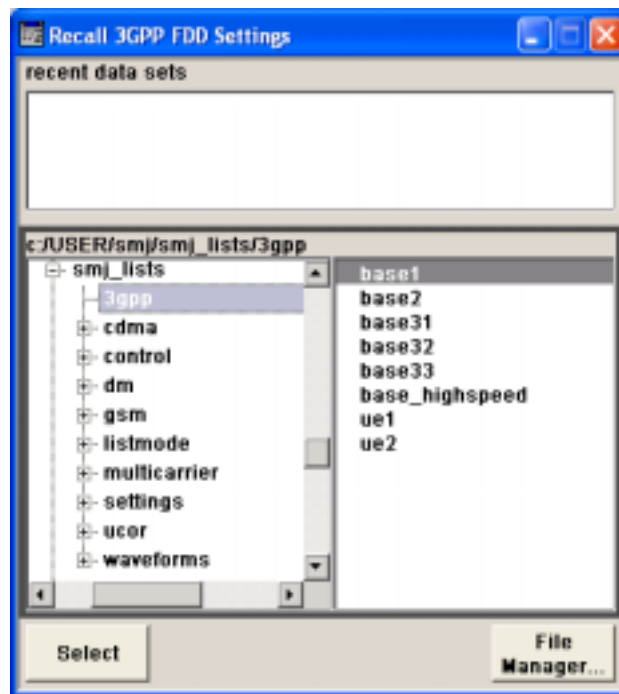 Recall 3GPP FDD Settings
recent data sets
c:/USER/smj/smj_lists/3gpp
smj_lists
3gpp
cdma
control
dm
gsm
listmode
multicarrier
settings
ucor
waveforms
base1
base2
base31
base32
base33
base_highspeed
ue1
ue2
Select
File
Manager...